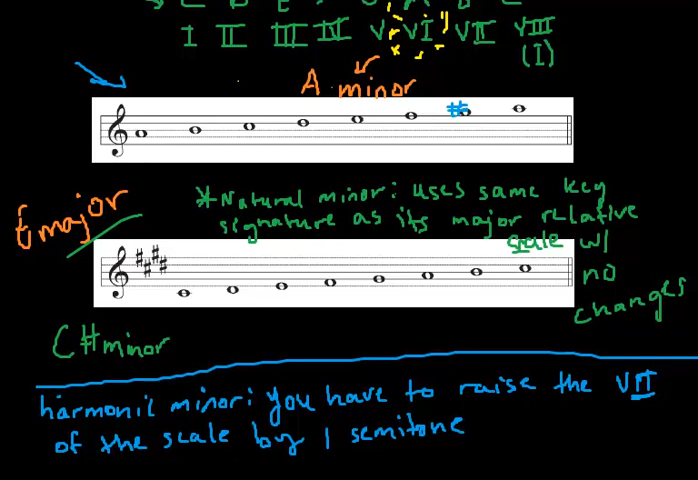 I II III IV V VI VII VIII
(I)
A minor
#
E major
*Natural minor: uses same key
signature as its major relative
scale w/
no
changes
C# minor
harmonic minor: you have to raise the VII
of the scale by 1 semitone